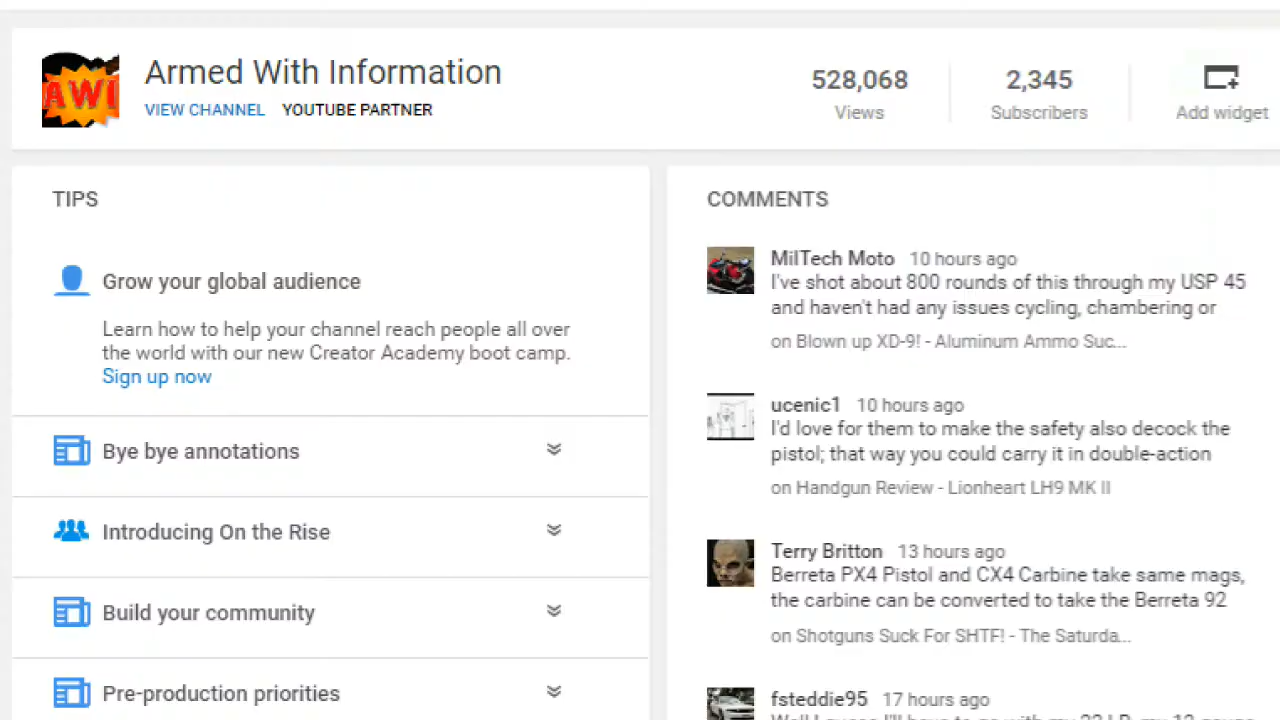 AWI
Armed With Information
VIEW CHANNEL YOUTUBE PARTNER
528,068
Views
2,345
Subscribers
Add widget
TIPS
Grow your global audience
Learn how to help your channel reach people all over
the world with our new Creator Academy boot camp.
Sign up now
Bye bye annotations
Introducing On the Rise
Build your community
Pre-production priorities
COMMENTS
MilTech Moto 10 hours ago
I've shot about 800 rounds of this through my USP 45
and haven't had any issues cycling, chambering or
on Blown up XD-9! - Aluminum Ammo Suc...
ucenic1 10 hours ago
I'd love for them to make the safety also decock the
pistol; that way you could carry it in double-action
on Handgun Review - Lionheart LH9 MK II
Terry Britton 13 hours ago
Berreta PX4 Pistol and CX4 Carbine take same mags,
the carbine can be converted to take the Berreta 92
on Shotguns Suck For SHTF! - The Saturda...
fsteddie95 17 hours ago